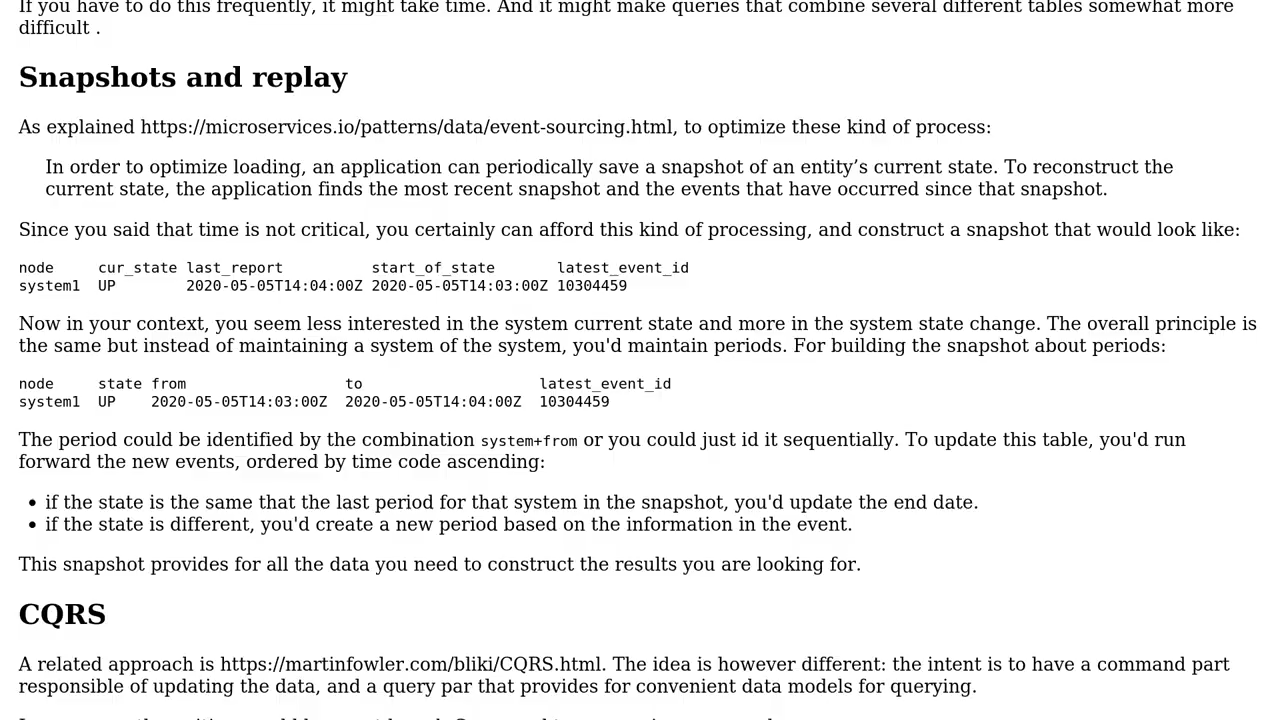 If you have to do this frequently, it might take time. And it might make queries that combine several different tables somewhat more
difficult .
Snapshots and replay
As explained https://microservices.io/patterns/data/event-sourcing.html, to optimize these kind of process:
In order to optimize loading, an application can periodically save a snapshot of an entity’s current state. To reconstruct the
current state, the application finds the most recent snapshot and the events that have occurred since that snapshot.
Since you said that time is not critical, you certainly can afford this kind of processing, and construct a snapshot that would look like:
node     cur_state last_report          start_of_state       latest_event_id
system1  UP        2020-05-05T14:04:00Z 2020-05-05T14:03:00Z 10304459
Now in your context, you seem less interested in the system current state and more in the system state change. The overall principle is
the same but instead of maintaining a system of the system, you'd maintain periods. For building the snapshot about periods:
node     state from                  to                    latest_event_id
system1  UP    2020-05-05T14:03:00Z  2020-05-05T14:04:00Z  10304459
The period could be identified by the combination system+from or you could just id it sequentially. To update this table, you'd run
forward the new events, ordered by time code ascending:
• if the state is the same that the last period for that system in the snapshot, you'd update the end date.
• if the state is different, you'd create a new period based on the information in the event.
This snapshot provides for all the data you need to construct the results you are looking for.
CQRS
A related approach is https://martinfowler.com/bliki/CQRS.html. The idea is however different: the intent is to have a command part
responsible of updating the data, and a query par that provides for convenient data models for querying.